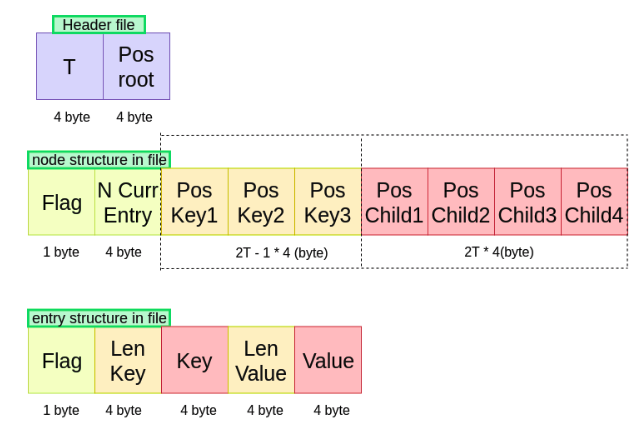 Header file
T
Pos
root
4 byte
4 byte
node structure in file
Flag
N Curr
Entry
Pos
Key1
Pos
Key2
Pos
Key3
Pos
Child1
Pos
Child2
Pos
Child3
Pos
Child4
1 byte
4 byte
2T - 1 * 4 (byte)
2T * 4(byte)
entry structure in file
Flag
Len
Key
Key
Len
Value
Value
1 byte
4 byte
4 byte
4 byte
4 byte